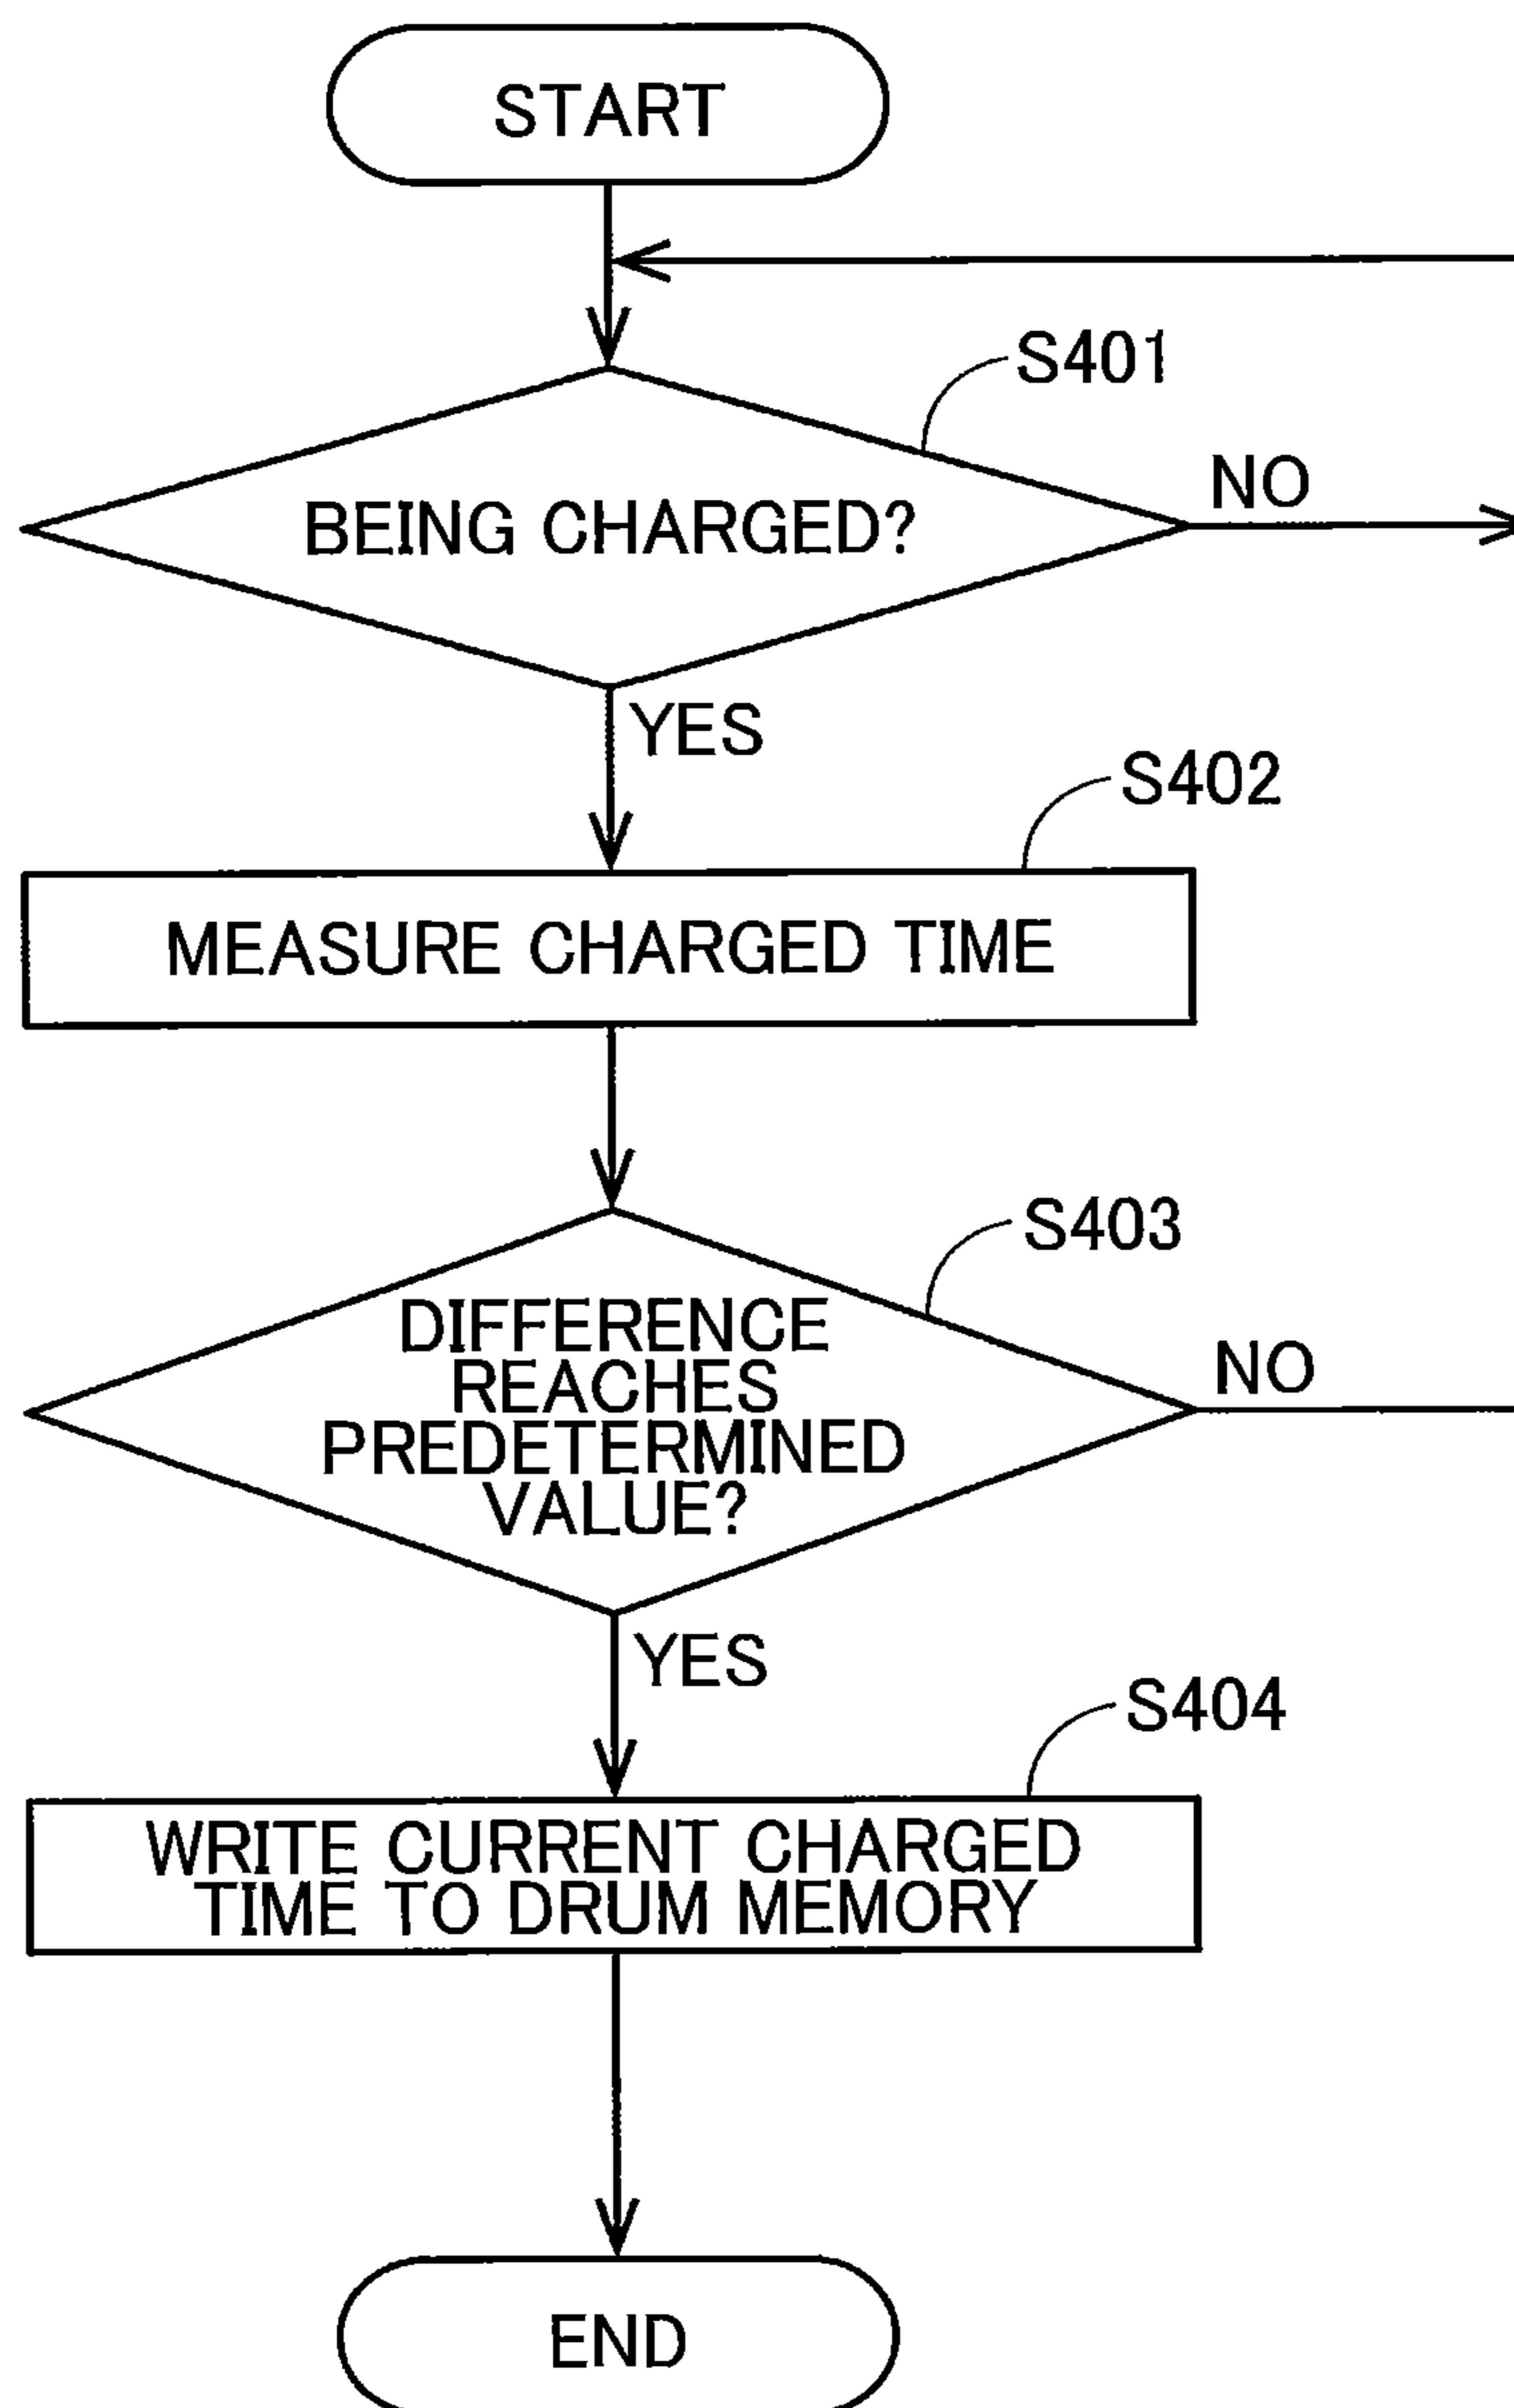 START
S401
BEING CHARGED?
NO
YES
S402
MEASURE CHARGED TIME
S403
DIFFERENCE
REACHES
PREDETERMINED
VALUE?
NO
YES
S404
WRITE CURRENT CHARGED
TIME TO DRUM MEMORY
END